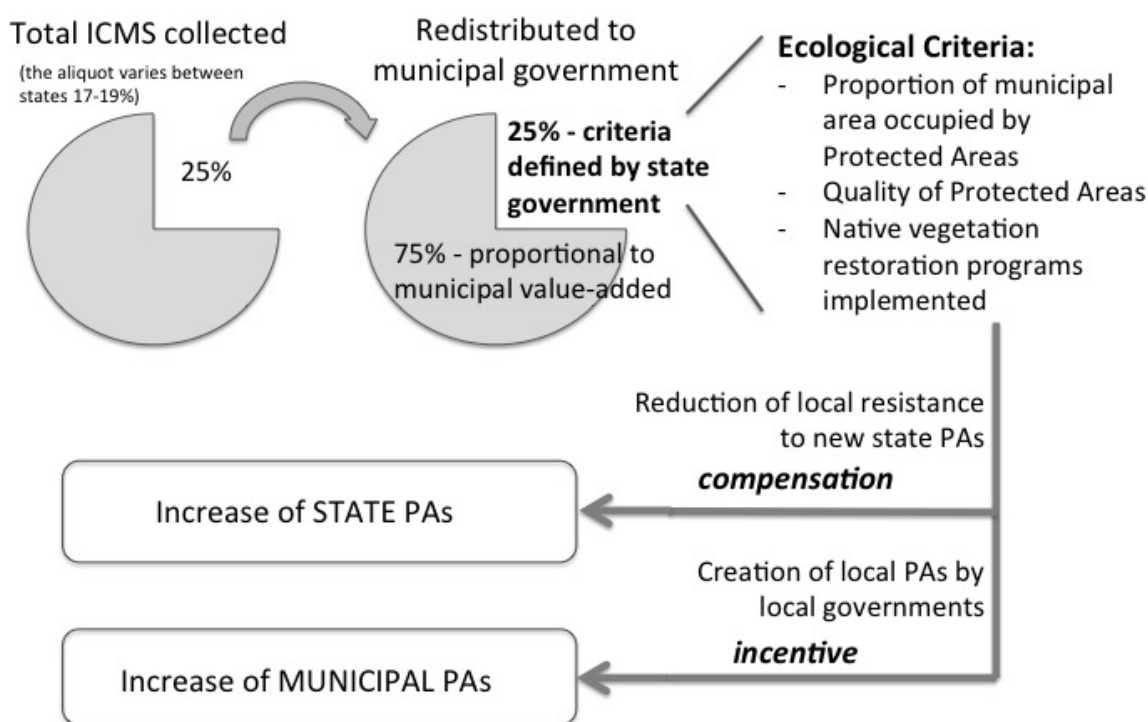 Total ICMS collected
(the aliquot varies between
states 17-19%)
25%
Redistributed to
municipal government
25% - criteria
defined by state
government
75% - proportional to
municipal value-added
Ecological Criteria:
- Proportion of municipal
area occupied by
Protected Areas
- Quality of Protected Areas
- Native vegetation
restoration programs
implemented
Reduction of local resistance
to new state PAs
compensation
Increase of STATE PAs
Creation of local PAs by
local governments
incentive
Increase of MUNICIPAL PAs